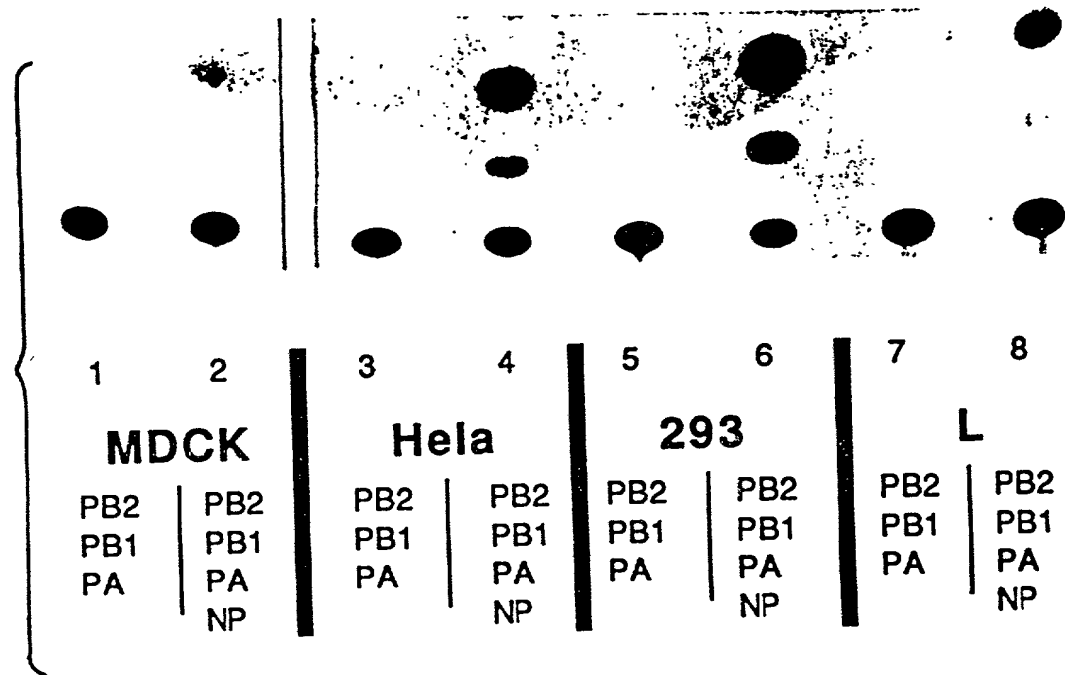 1 2 3 4 5 6 7 8
MDCK Hela 293 L
PB2 PB2 PB2 PB2 PB2 PB2 PB2 PB2
PB1 PB1 PB1 PB1 PB1 PB1 PB1 PB1
PA PA PA PA PA PA PA PA
NP NP NP NP